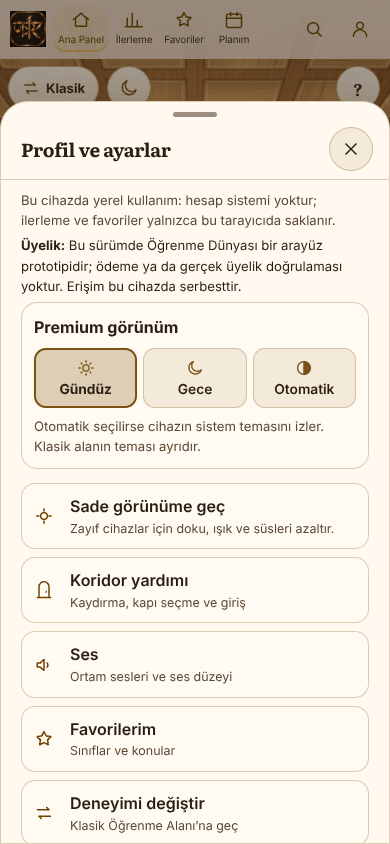 Ana Panel
İlerleme
Favoriler
Planım
Klasik
?
Profil ve ayarlar
Bu cihazda yerel kullanım: hesap sistemi yoktur;
ilerleme ve favoriler yalnızca bu tarayıcıda saklanır.
Üyelik: Bu sürümde Öğrenme Dünyası bir arayüz
prototipidir; ödeme ya da gerçek üyelik doğrulaması
yoktur. Erişim bu cihazda serbesttir.
Premium görünüm
Gündüz
Gece
Otomatik
Otomatik seçilirse cihazın sistem temasını izler.
Klasik alanın teması ayrıdır.
Sade görünüme geç
Zayıf cihazlar için doku, ışık ve süsleri azaltır.
Koridor yardımı
Kaydırma, kapı seçme ve giriş
Ses
Ortam sesleri ve ses düzeyi
Favorilerim
Sınıflar ve konular
Deneyimi değiştir
Klasik Öğrenme Alanı’na geç